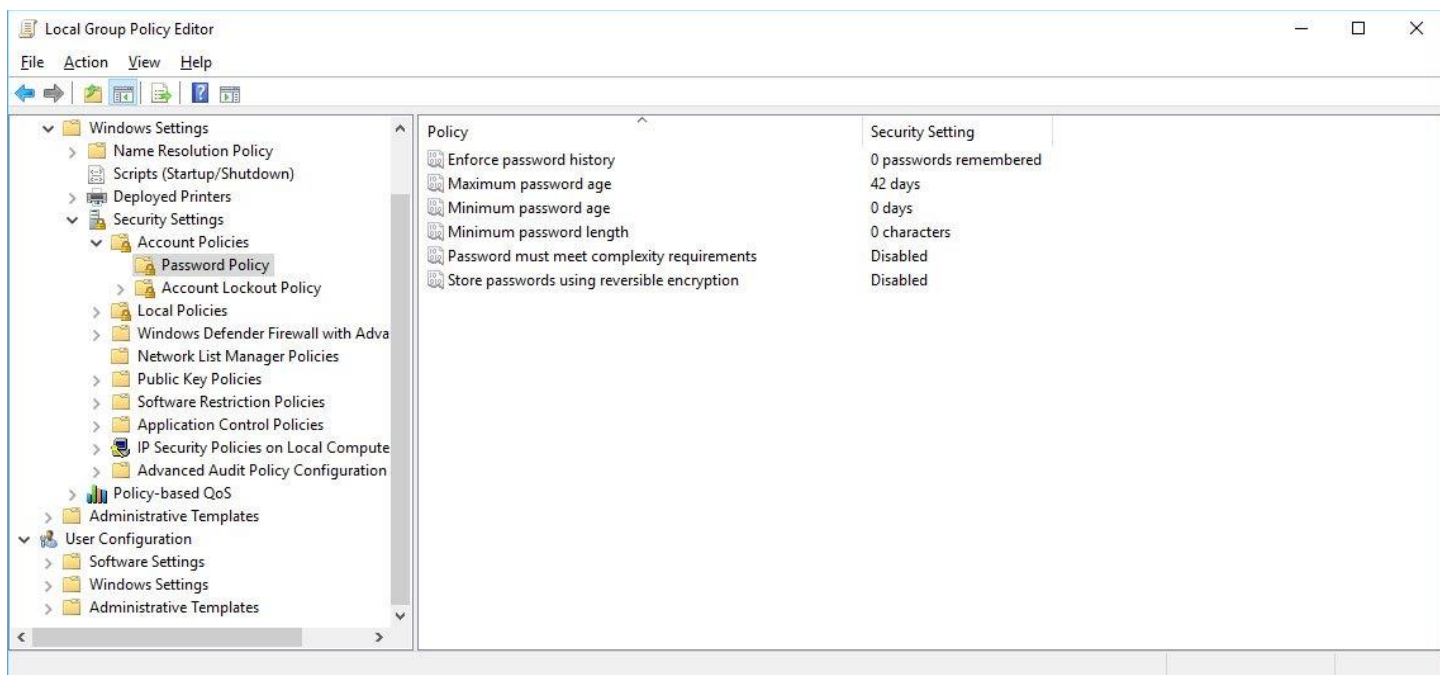 Local Group Policy Editor
File Action View Help
Windows Settings
Name Resolution Policy
Scripts (Startup/Shutdown)
Deployed Printers
Security Settings
Account Policies
Password Policy
Account Lockout Policy
Local Policies
Windows Defender Firewall with Adva
Network List Manager Policies
Public Key Policies
Software Restriction Policies
Application Control Policies
IP Security Policies on Local Compute
Advanced Audit Policy Configuration
Policy-based QoS
Administrative Templates
User Configuration
Software Settings
Windows Settings
Administrative Templates
Policy Security Setting
Enforce password history 0 passwords remembered
Maximum password age 42 days
Minimum password age 0 days
Minimum password length 0 characters
Password must meet complexity requirements Disabled
Store passwords using reversible encryption Disabled